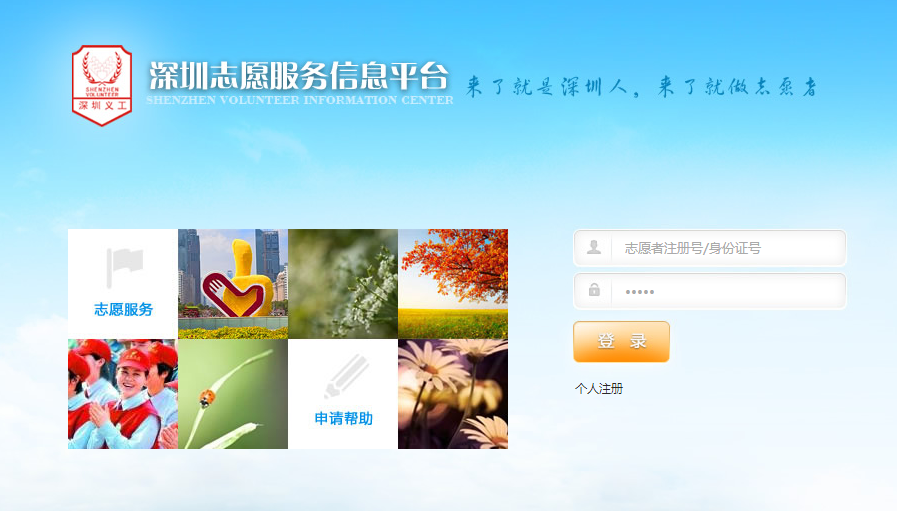 SHENZHEN
VOLUNTEER
深圳义工
深圳志愿服务信息平台
SHENZHEN VOLUNTEER INFORMATION CENTER
来了就是深圳人，来了就做志愿者
志愿服务
申请帮助
志愿者注册号/身份证号
•••••
登 录
个人注册